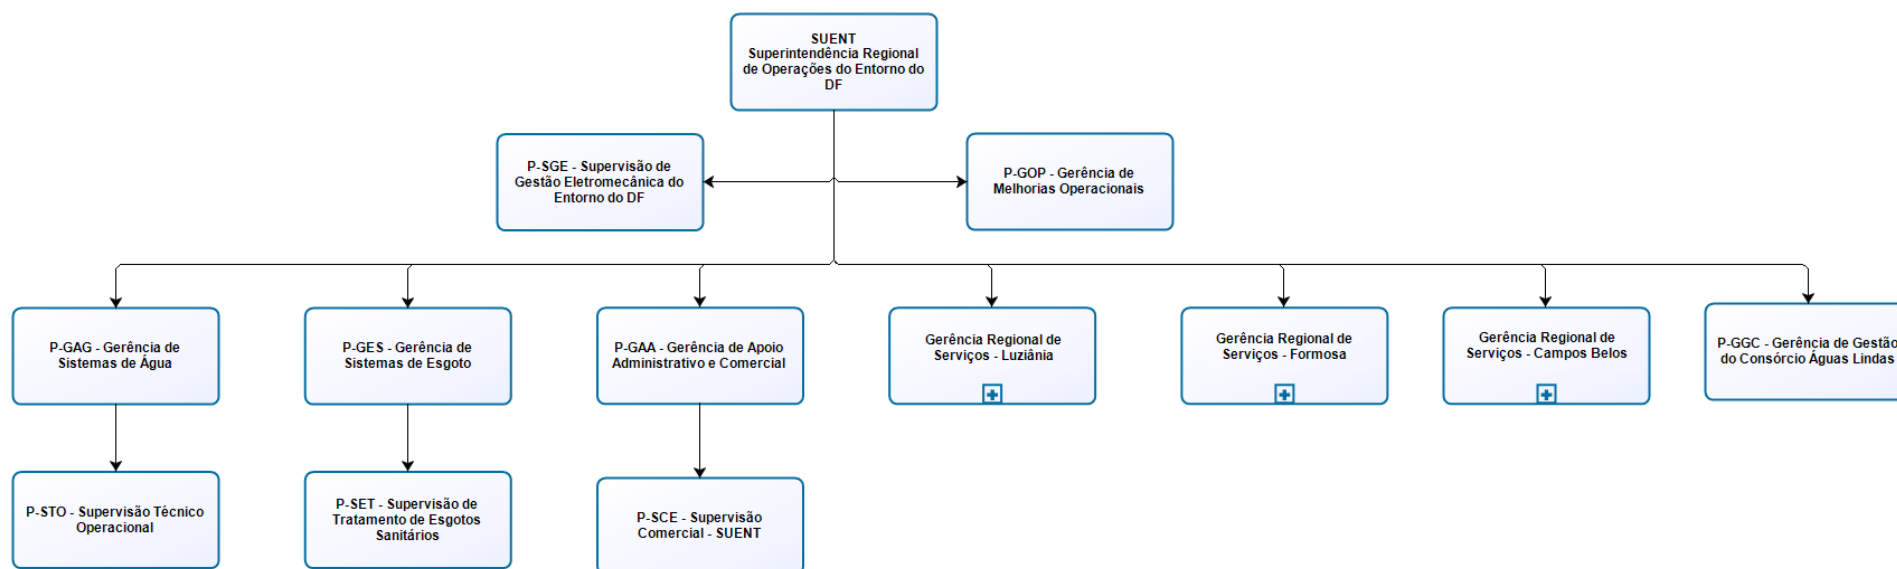 SUENT
Superintendência Regional
de Operações do Entorno do
DF
P-SGE - Supervisão de
Gestão Eletromecânica do
Entorno do DF
P-GOP - Gerência de
Melhorias Operacionais
P-GAG - Gerência de
Sistemas de Água
P-GES - Gerência de
Sistemas de Esgoto
P-GAA - Gerência de Apoio
Administrativo e Comercial
Gerência Regional de
Serviços - Luziânia
Gerência Regional de
Serviços - Formosa
Gerência Regional de
Serviços - Campos Belos
P-GGC - Gerência de Gestão
do Consórcio Águas Lindas
P-STO - Supervisão Técnico
Operacional
P-SET - Supervisão de
Tratamento de Esgotos
Sanitários
P-SCE - Supervisão
Comercial - SUENT